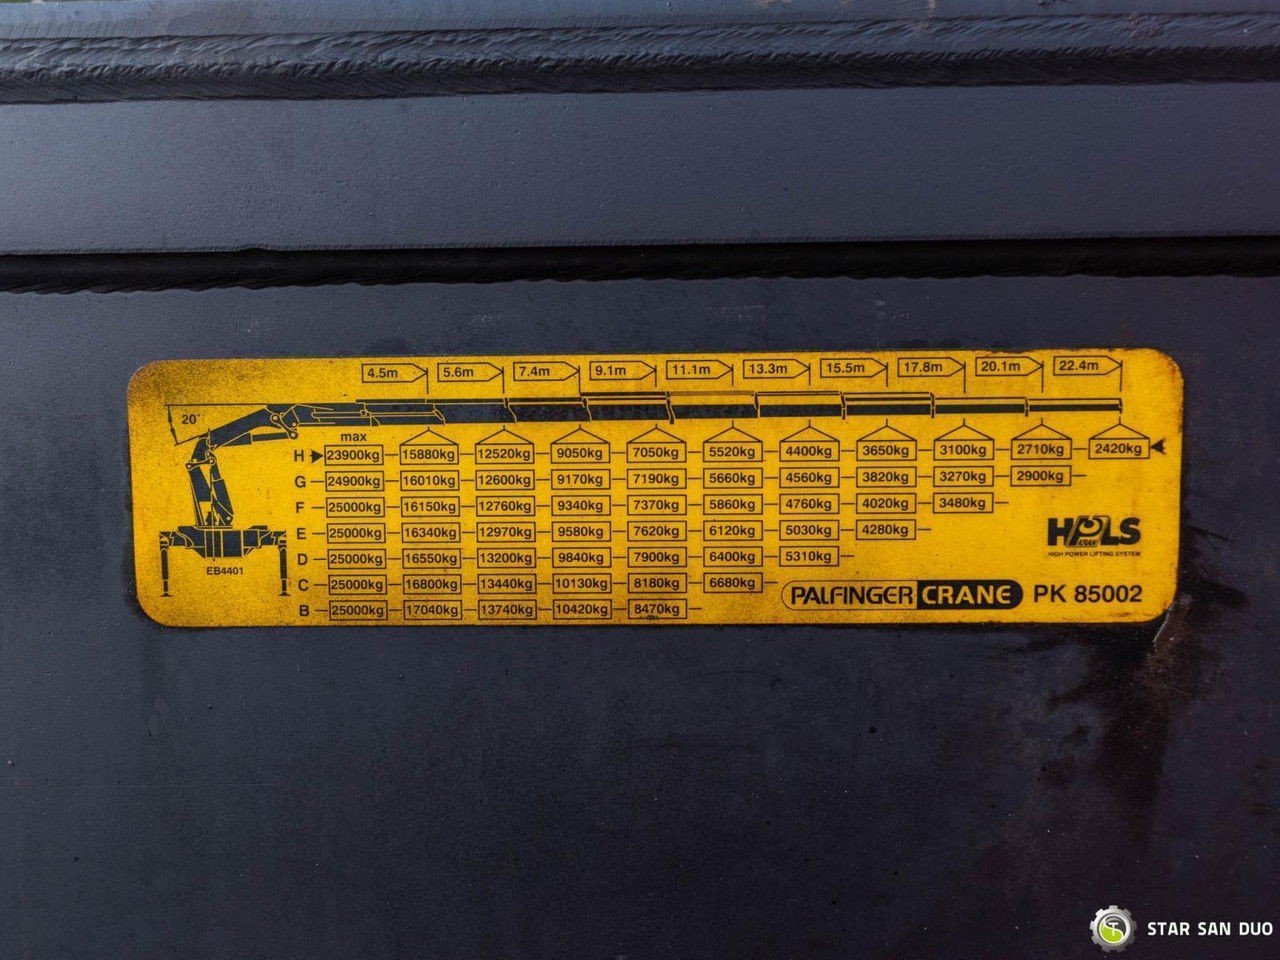 4.5m 5.6m 7.4m 9.1m 11.1m 13.3m 15.5m 17.8m 20.1m 22.4m
20°
max
H 23900kg 15880kg 12520kg 9050kg 7050kg 5520kg 4400kg 3650kg 3100kg 2710kg 2420kg
G 24900kg 16010kg 12600kg 9170kg 7190kg 5660kg 4560kg 3820kg 3270kg 2900kg
F 25000kg 16150kg 12760kg 9340kg 7370kg 5860kg 4760kg 4020kg 3480kg
E 25000kg 16340kg 12970kg 9580kg 7620kg 6120kg 5030kg 4280kg
D 25000kg 16550kg 13200kg 9840kg 7900kg 6400kg 5310kg
C 25000kg 16800kg 13440kg 10130kg 8180kg 6680kg
B 25000kg 17040kg 13740kg 10420kg 8470kg
EB4401
HPLS
KRAN
HIGH POWER LIFTING SYSTEM
PALFINGER CRANE PK 85002
STAR SAN DUO